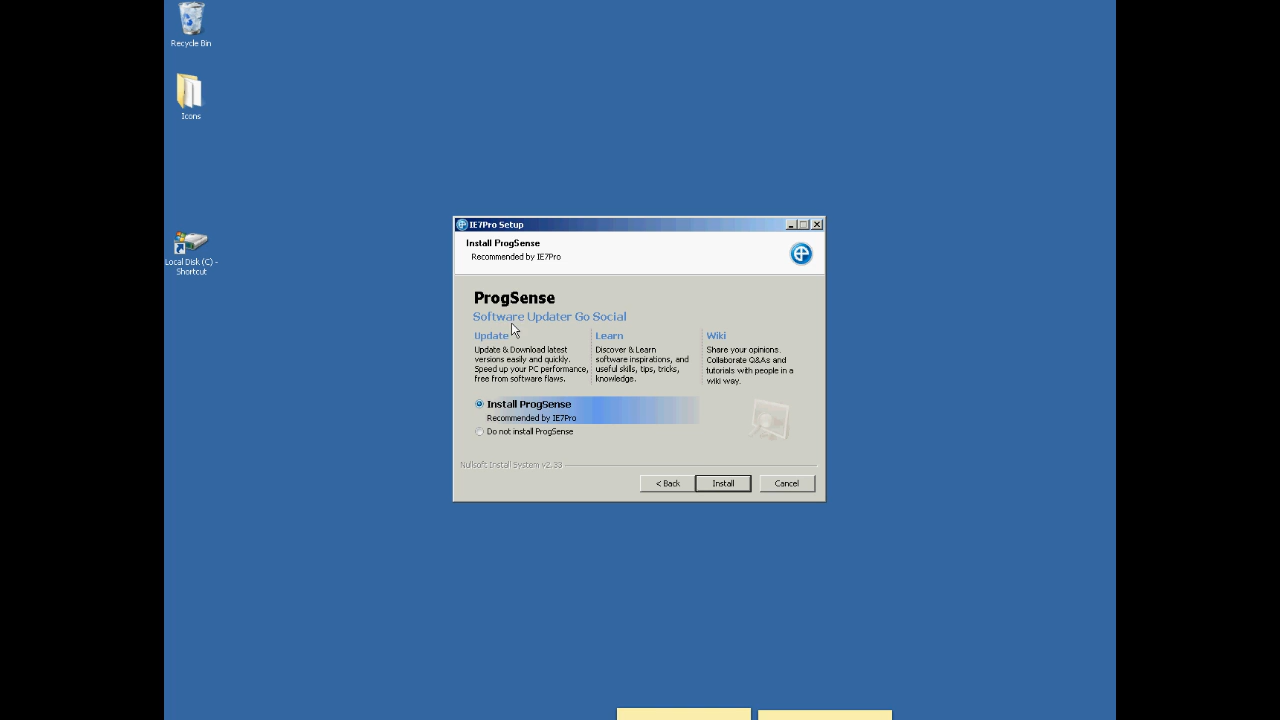 Recycle Bin
Icons
Local Disk (C) -
Shortcut
IE7Pro Setup
Install ProgSense
Recommended by IE7Pro
ProgSense
Software Updater Go Social
Update
Update & Download latest
versions easily and quickly.
Speed up your PC performance,
free from software flaws.
Learn
Discover & Learn
software inspirations, and
useful skills, tips, tricks,
knowledge.
Wiki
Share your opinions.
Collaborate Q&As and
tutorials with people in a
wiki way.
Install ProgSense
Recommended by IE7Pro
Do not install ProgSense
Nullsoft Install System v2.33
< Back
Install
Cancel